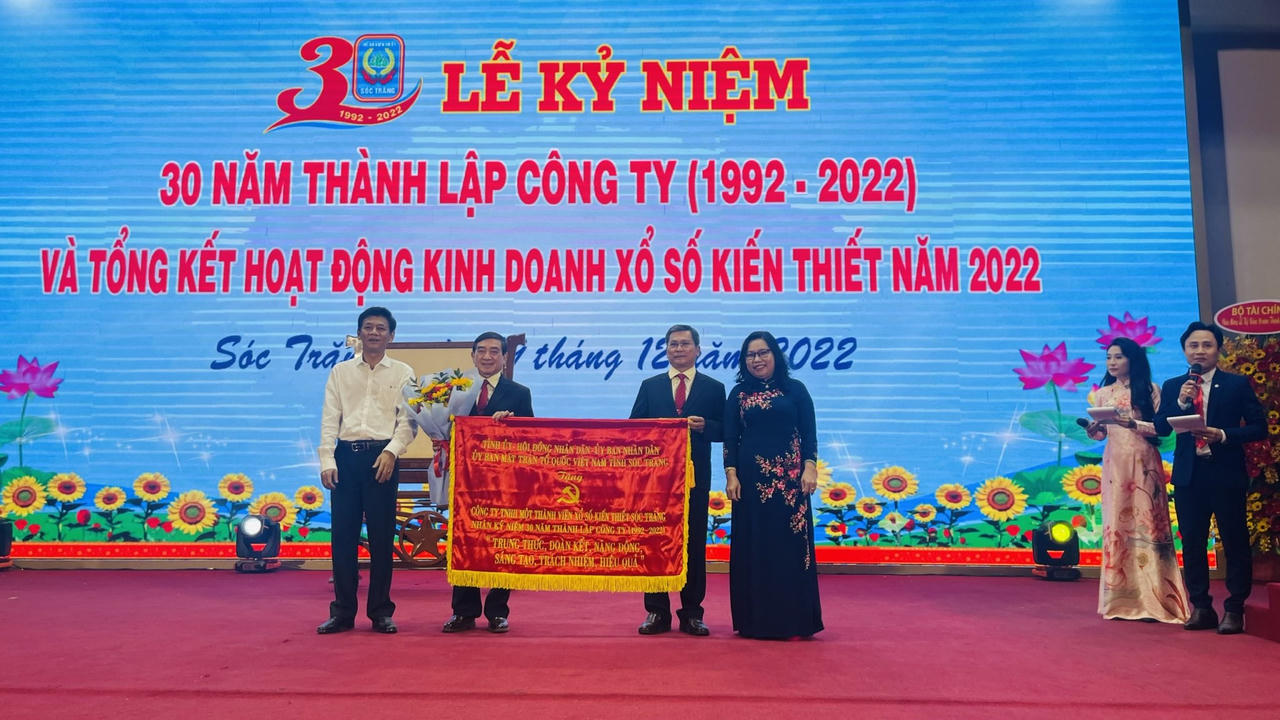 30
SÓC TRĂNG
1992 - 2022
LỄ KỶ NIỆM
30 NĂM THÀNH LẬP CÔNG TY (1992 - 2022)
VÀ TỔNG KẾT HOẠT ĐỘNG KINH DOANH XỔ SỐ KIẾN THIẾT NĂM 2022
Sóc Tră tháng 12 năm 2022
BỘ TÀI CHÍN
TỈNH ỦY - HỘI ĐỒNG NHÂN DÂN - ỦY BAN NHÂN DÂN
ỦY BAN MẶT TRẬN TỔ QUỐC VIỆT NAM TỈNH SÓC TRĂNG
Tặng
CÔNG TY TNHH MỘT THÀNH VIÊN XỔ SỐ KIẾN THIẾT SÓC TRĂNG
NHÂN KỶ NIỆM 30 NĂM THÀNH LẬP CÔNG TY (1992-2022)
"TRUNG THỰC, ĐOÀN KẾT, NĂNG ĐỘNG,
SÁNG TẠO, TRÁCH NHIỆM, HIỆU QUẢ"